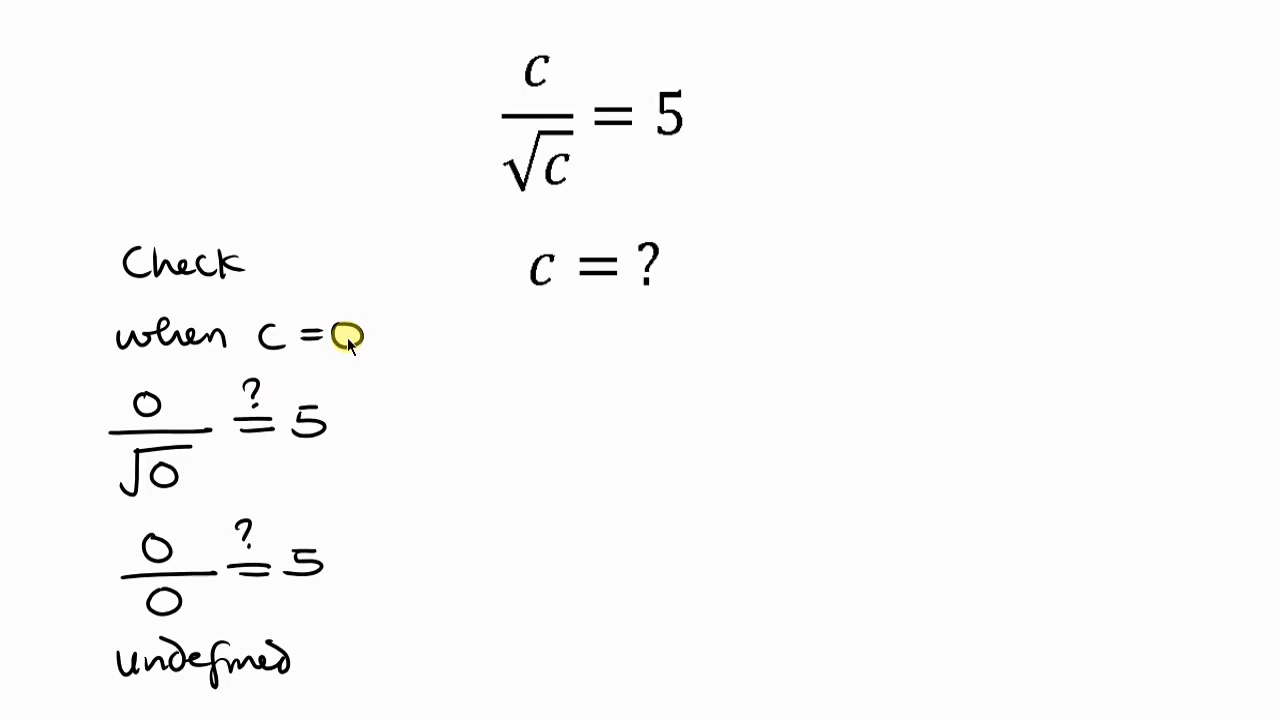 c/√c = 5
c = ?
Check
when c = 0
0/√0 ?= 5
0/0 ?= 5
undefined